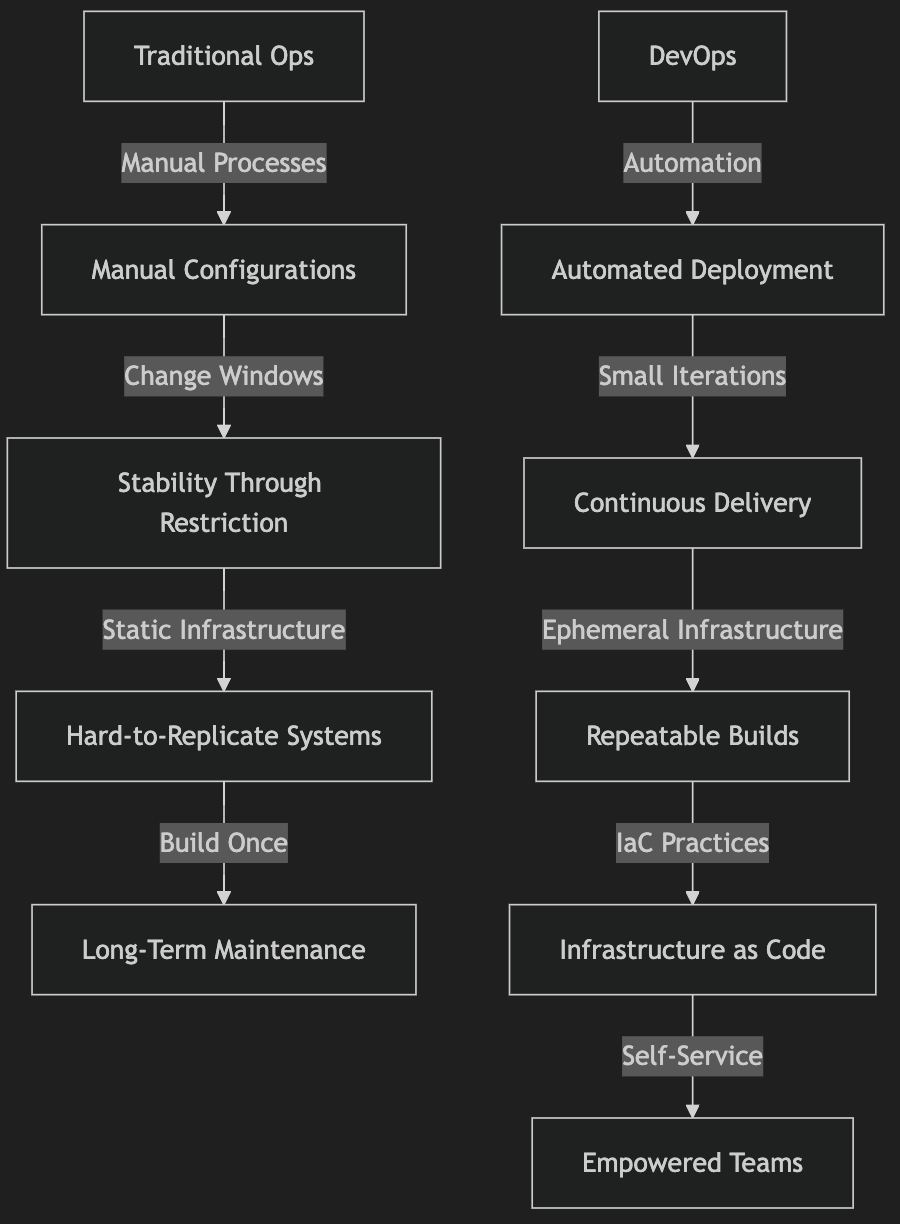 Traditional Ops
Manual Processes
Manual Configurations
Change Windows
Stability Through
Restriction
Static Infrastructure
Hard-to-Replicate Systems
Build Once
Long-Term Maintenance
DevOps
Automation
Automated Deployment
Small Iterations
Continuous Delivery
Ephemeral Infrastructure
Repeatable Builds
IaC Practices
Infrastructure as Code
Self-Service
Empowered Teams